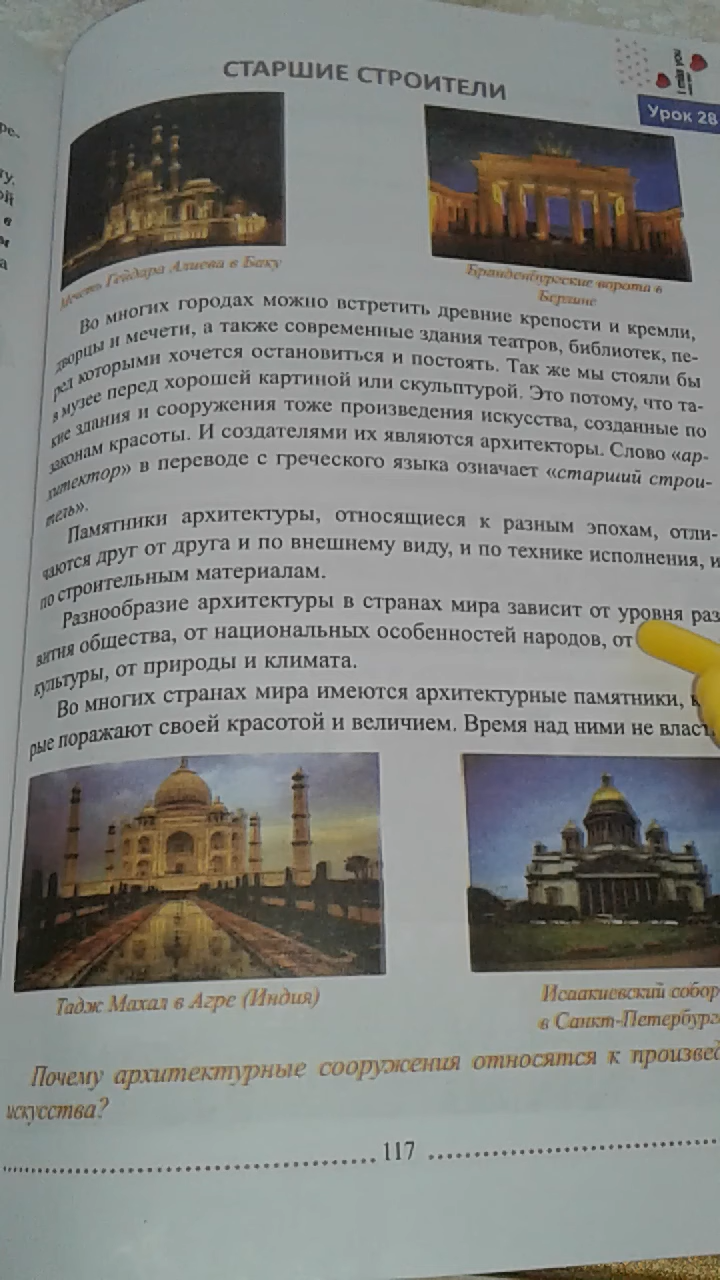 ре-
ту,
ой
в
м
а
СТАРШИЕ СТРОИТЕЛИ
I miss you
Урок 28
Мечеть Гейдара Алиева в Баку
Бранденбургские ворота в
Берлине
Во многих городах можно встретить древние крепости и кремли,
дворцы и мечети, а также современные здания театров, библиотек, пе-
ред которыми хочется остановиться и постоять. Так же мы стояли бы
в музее перед хорошей картиной или скульптурой. Это потому, что та-
кие здания и сооружения тоже произведения искусства, созданные по
законам красоты. И создателями их являются архитекторы. Слово «ар-
хитектор» в переводе с греческого языка означает «старший строи-
тель».
Памятники архитектуры, относящиеся к разным эпохам, отли-
чаются друг от друга и по внешнему виду, и по технике исполнения, и
по строительным материалам.
Разнообразие архитектуры в странах мира зависит от уровня раз
вития общества, от национальных особенностей народов, от
культуры, от природы и климата.
Во многих странах мира имеются архитектурные памятники,
рые поражают своей красотой и величием. Время над ними не власт
Тадж Махал в Агре (Индия)
Исаакиевский собор
в Санкт-Петербург
Почему архитектурные сооружения относятся к произвед
искусства?
117